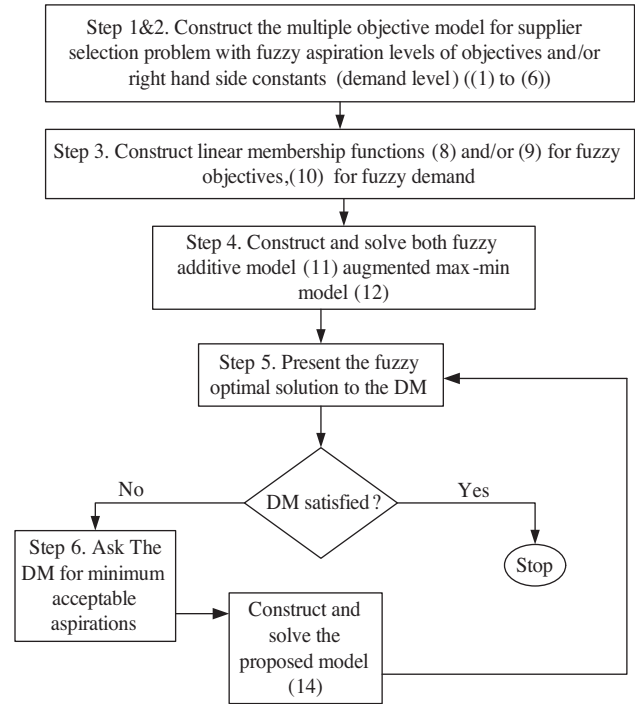 Step 1&2. Construct the multiple objective model for supplier
selection problem with fuzzy aspiration levels of objectives and/or
right hand side constants (demand level) ((1) to (6))
Step 3. Construct linear membership functions (8) and/or (9) for fuzzy
objectives,(10) for fuzzy demand
Step 4. Construct and solve both fuzzy
additive model (11) augmented max-min
model (12)
Step 5. Present the fuzzy
optimal solution to the DM
DM satisfied?
No
Yes
Stop
Step 6. Ask The
DM for minimum
acceptable
aspirations
Construct and
solve the
proposed model
(14)